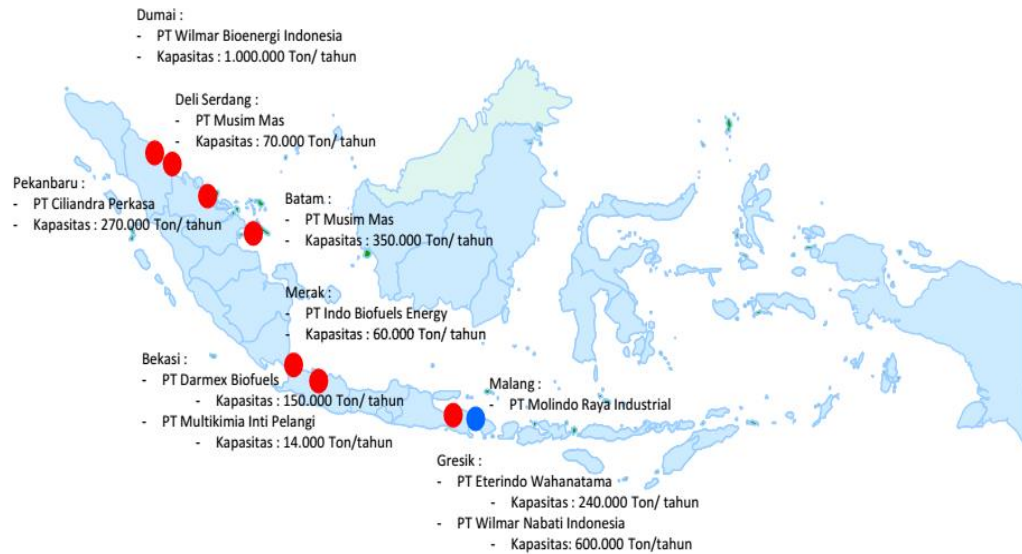 Dumai :
- PT Wilmar Bioenergi Indonesia
- Kapasitas : 1.000.000 Ton/ tahun
Deli Serdang :
- PT Musim Mas
- Kapasitas : 70.000 Ton/ tahun
Pekanbaru :
- PT Ciliandra Perkasa
- Kapasitas : 270.000 Ton/ tahun
Batam :
- PT Musim Mas
- Kapasitas : 350.000 Ton/ tahun
Merak :
- PT Indo Biofuels Energy
- Kapasitas : 60.000 Ton/ tahun
Bekasi :
- PT Darmex Biofuels
- Kapasitas : 150.000 Ton/ tahun
- PT Multikimia Inti Pelangi
- Kapasitas : 14.000 Ton/tahun
Malang :
- PT Molindo Raya Industrial
Gresik :
- PT Eterindo Wahanatama
- Kapasitas : 240.000 Ton/ tahun
- PT Wilmar Nabati Indonesia
- Kapasitas: 600.000 Ton/tahun